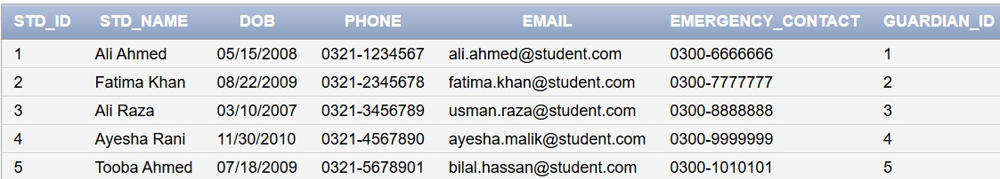 STD_ID STD_NAME DOB PHONE EMAIL EMERGENCY_CONTACT GUARDIAN_ID
1 Ali Ahmed 05/15/2008 0321-1234567 ali.ahmed@student.com 0300-6666666 1
2 Fatima Khan 08/22/2009 0321-2345678 fatima.khan@student.com 0300-7777777 2
3 Ali Raza 03/10/2007 0321-3456789 usman.raza@student.com 0300-8888888 3
4 Ayesha Rani 11/30/2010 0321-4567890 ayesha.malik@student.com 0300-9999999 4
5 Tooba Ahmed 07/18/2009 0321-5678901 bilal.hassan@student.com 0300-1010101 5